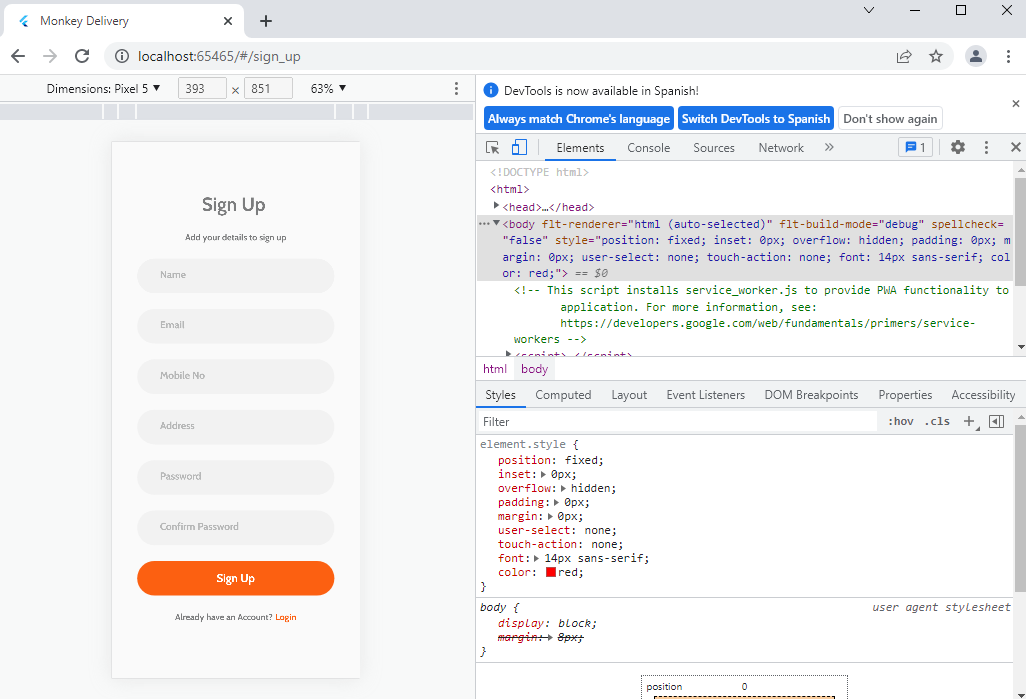 Monkey Delivery
localhost:65465/#/sign_up
Dimensions: Pixel 5 ▼ 393 × 851 63% ▼
Sign Up
Add your details to sign up
Name
Email
Mobile No
Address
Password
Confirm Password
Sign Up
Already have an Account? Login
DevTools is now available in Spanish!
Always match Chrome's language Switch DevTools to Spanish Don't show again
Elements Console Sources Network » 1
<!DOCTYPE html>
<html>
<head>…</head>
<body flt-renderer="html (auto-selected)" flt-build-mode="debug" spellcheck=
"false" style="position: fixed; inset: 0px; overflow: hidden; padding: 0px; m
argin: 0px; user-select: none; touch-action: none; font: 14px sans-serif; col
or: red;"> == $0
<!-- This script installs service_worker.js to provide PWA functionality to
application. For more information, see:
https://developers.google.com/web/fundamentals/primers/service-
workers -->
<script>…</script>
html body
Styles Computed Layout Event Listeners DOM Breakpoints Properties Accessibility
Filter :hov .cls +
element.style {
position: fixed;
inset: 0px;
overflow: hidden;
padding: 0px;
margin: 0px;
user-select: none;
touch-action: none;
font: 14px sans-serif;
color: red;
}
body { user agent stylesheet
display: block;
margin: 8px;
}
position 0